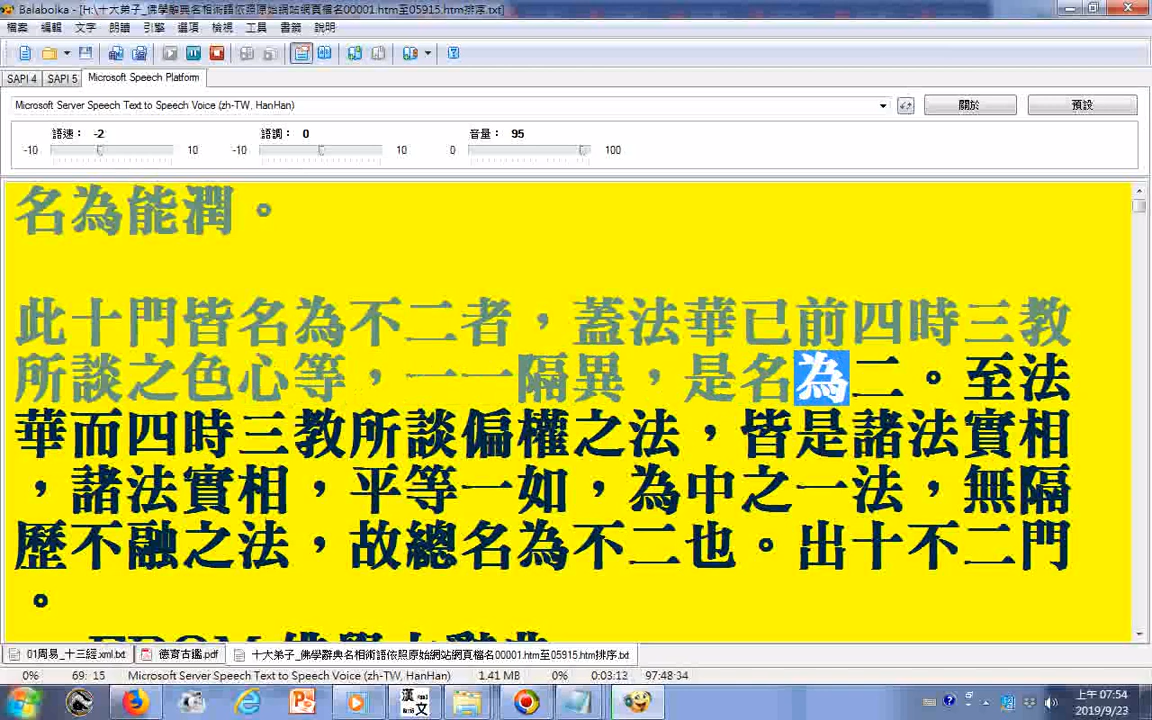 Balabolka - [H:\十大弟子_佛學辭典名相術語依照原始網站網頁檔名00001.htm至05915.htm排序.txt]
檔案 編輯 文字 朗讀 引擎 選項 檢視 工具 書籤 說明
SAPI 4 SAPI 5 Microsoft Speech Platform
Microsoft Server Speech Text to Speech Voice (zh-TW, HanHan) 關於 預設
語速： -2 語調： 0 音量： 95
-10 10 -10 10 0 100
名為能潤。
此十門皆名為不二者，蓋法華已前四時三教
所談之色心等，一一隔異，是名為二。至法
華而四時三教所談偏權之法，皆是諸法實相
，諸法實相，平等一如，為中之一法，無隔
歷不融之法，故總名為不二也。出十不二門
。
FROM 佛學大辭典
01周易_十三經.xml.txt 德育古鑑.pdf 十大弟子_佛學辭典名相術語依照原始網站網頁檔名00001.htm至05915.htm排序.txt
0% 69: 15 Microsoft Server Speech Text to Speech Voice (zh-TW, HanHan) 1.41 MB 0% 0:03:12 97:48:34
漢文
上午 07:54
2019/9/23